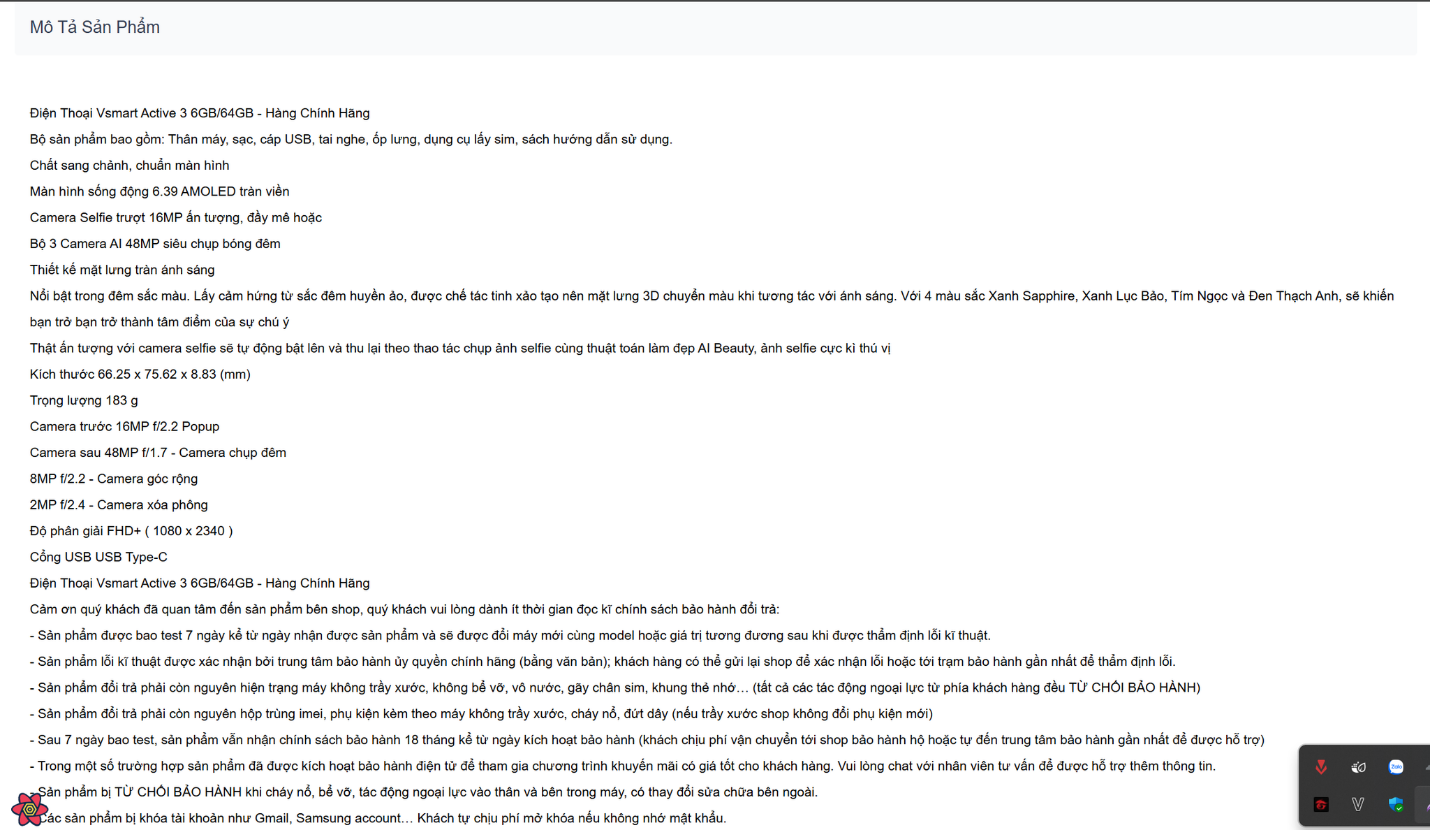 Mô Tả Sản Phẩm
Điện Thoại Vsmart Active 3 6GB/64GB - Hàng Chính Hãng
Bộ sản phẩm bao gồm: Thân máy, sạc, cáp USB, tai nghe, ốp lưng, dụng cụ lấy sim, sách hướng dẫn sử dụng.
Chất sang chảnh, chuẩn màn hình
Màn hình sống động 6.39 AMOLED tràn viền
Camera Selfie trượt 16MP ấn tượng, đầy mê hoặc
Bộ 3 Camera AI 48MP siêu chụp bóng đêm
Thiết kế mặt lưng tràn ánh sáng
Nổi bật trong đêm sắc màu. Lấy cảm hứng từ sắc đêm huyền ảo, được chế tác tinh xảo tạo nên mặt lưng 3D chuyển màu khi tương tác với ánh sáng. Với 4 màu sắc Xanh Sapphire, Xanh Lục Bảo, Tím Ngọc và Đen Thạch Anh, sẽ khiến
bạn trở bạn trở thành tâm điểm của sự chú ý
Thật ấn tượng với camera selfie sẽ tự động bật lên và thu lại theo thao tác chụp ảnh selfie cùng thuật toán làm đẹp AI Beauty, ảnh selfie cực kì thú vị
Kích thước 66.25 x 75.62 x 8.83 (mm)
Trọng lượng 183 g
Camera trước 16MP f/2.2 Popup
Camera sau 48MP f/1.7 - Camera chụp đêm
8MP f/2.2 - Camera góc rộng
2MP f/2.4 - Camera xóa phông
Độ phân giải FHD+ ( 1080 x 2340 )
Cổng USB USB Type-C
Điện Thoại Vsmart Active 3 6GB/64GB - Hàng Chính Hãng
Cảm ơn quý khách đã quan tâm đến sản phẩm bên shop, quý khách vui lòng dành ít thời gian đọc kĩ chính sách bảo hành đổi trả:
- Sản phẩm được bao test 7 ngày kể từ ngày nhận được sản phẩm và sẽ được đổi máy mới cùng model hoặc giá trị tương đương sau khi được thẩm định lỗi kĩ thuật.
- Sản phẩm lỗi kĩ thuật được xác nhận bởi trung tâm bảo hành ủy quyền chính hãng (bằng văn bản); khách hàng có thể gửi lại shop để xác nhận lỗi hoặc tới trạm bảo hành gần nhất để thẩm định lỗi.
- Sản phẩm đổi trả phải còn nguyên hiện trạng máy không trầy xước, không bể vỡ, vô nước, gãy chân sim, khung thẻ nhớ… (tất cả các tác động ngoại lực từ phía khách hàng đều TỪ CHỐI BẢO HÀNH)
- Sản phẩm đổi trả phải còn nguyên hộp trùng imei, phụ kiện kèm theo máy không trầy xước, cháy nổ, đứt dây (nếu trầy xước shop không đổi phụ kiện mới)
- Sau 7 ngày bao test, sản phẩm vẫn nhận chính sách bảo hành 18 tháng kể từ ngày kích hoạt bảo hành (khách chịu phí vận chuyển tới shop bảo hành hộ hoặc tự đến trung tâm bảo hành gần nhất để được hỗ trợ)
- Trong một số trường hợp sản phẩm đã được kích hoạt bảo hành điện tử để tham gia chương trình khuyến mãi có giá tốt cho khách hàng. Vui lòng chat với nhân viên tư vấn để được hỗ trợ thêm thông tin.
- Sản phẩm bị TỪ CHỐI BẢO HÀNH khi cháy nổ, bể vỡ, tác động ngoại lực vào thân và bên trong máy, có thay đổi sửa chữa bên ngoài.
Các sản phẩm bị khóa tài khoản như Gmail, Samsung account… Khách tự chịu phí mở khóa nếu không nhớ mật khẩu.
Zalo